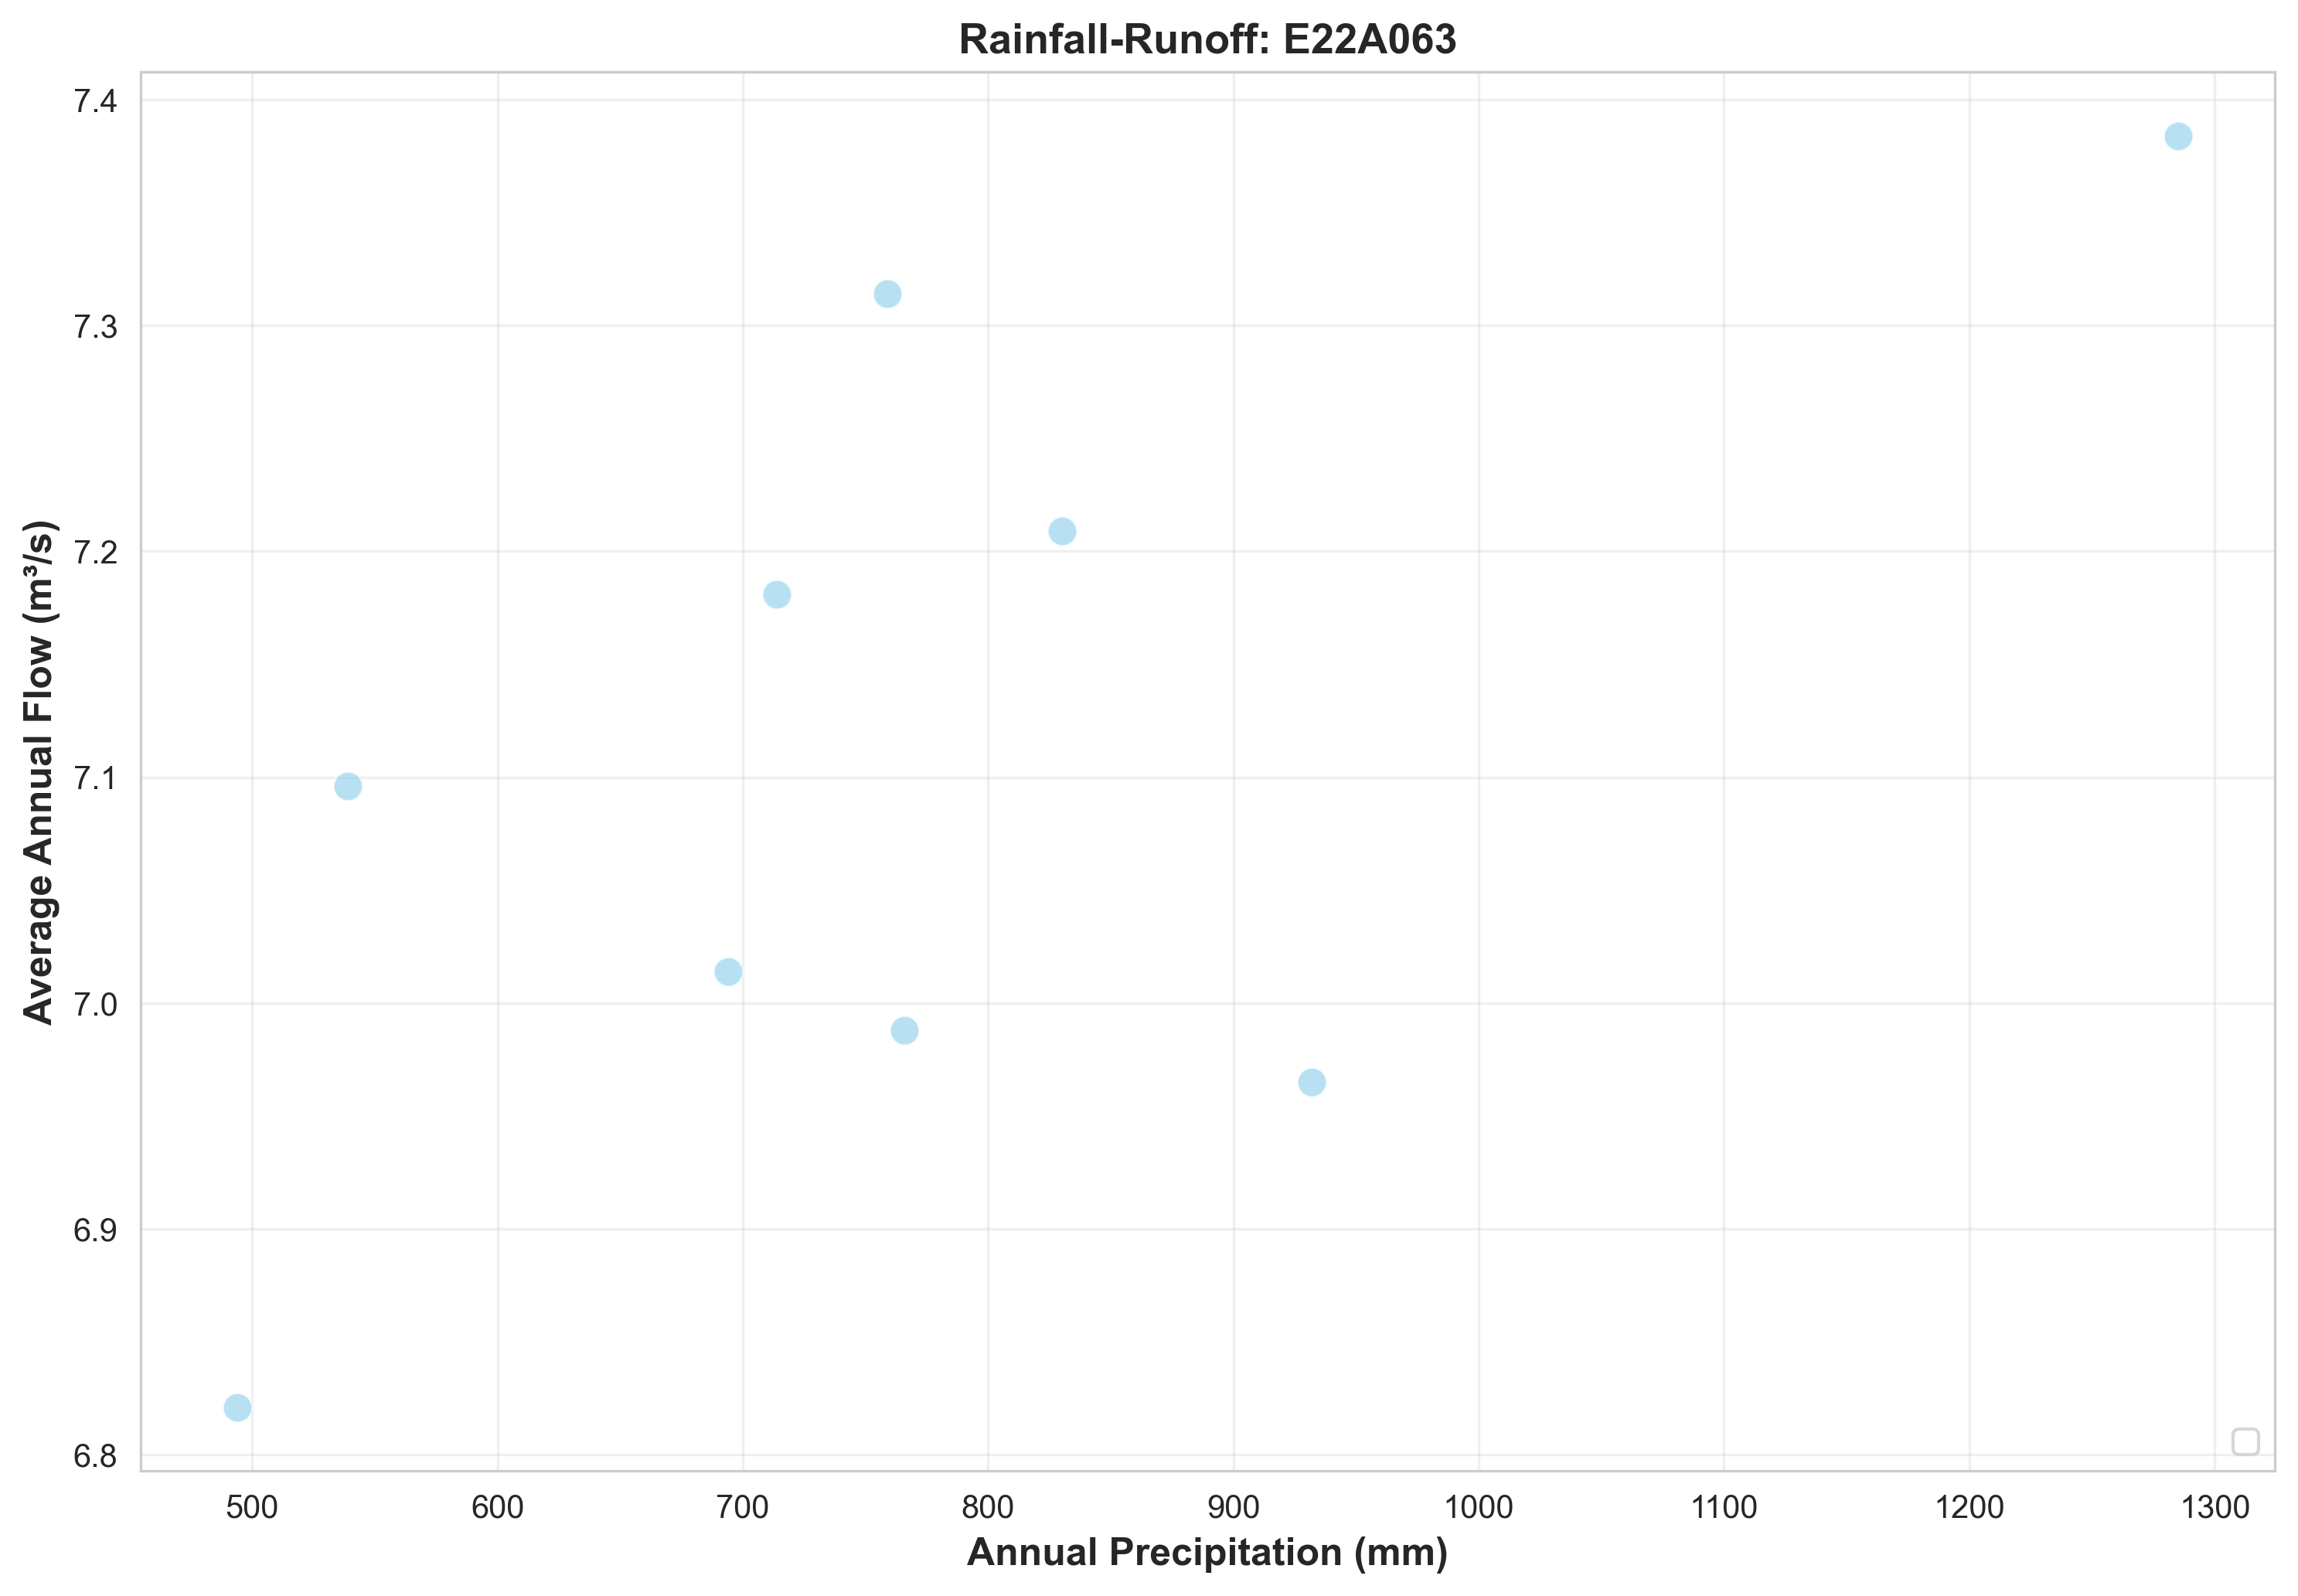 Rainfall-Runoff: E22A063
7.4
7.3
7.2
7.1
7.0
6.9
6.8
Average Annual Flow (m³/s)
500 600 700 800 900 1000 1100 1200 1300
Annual Precipitation (mm)